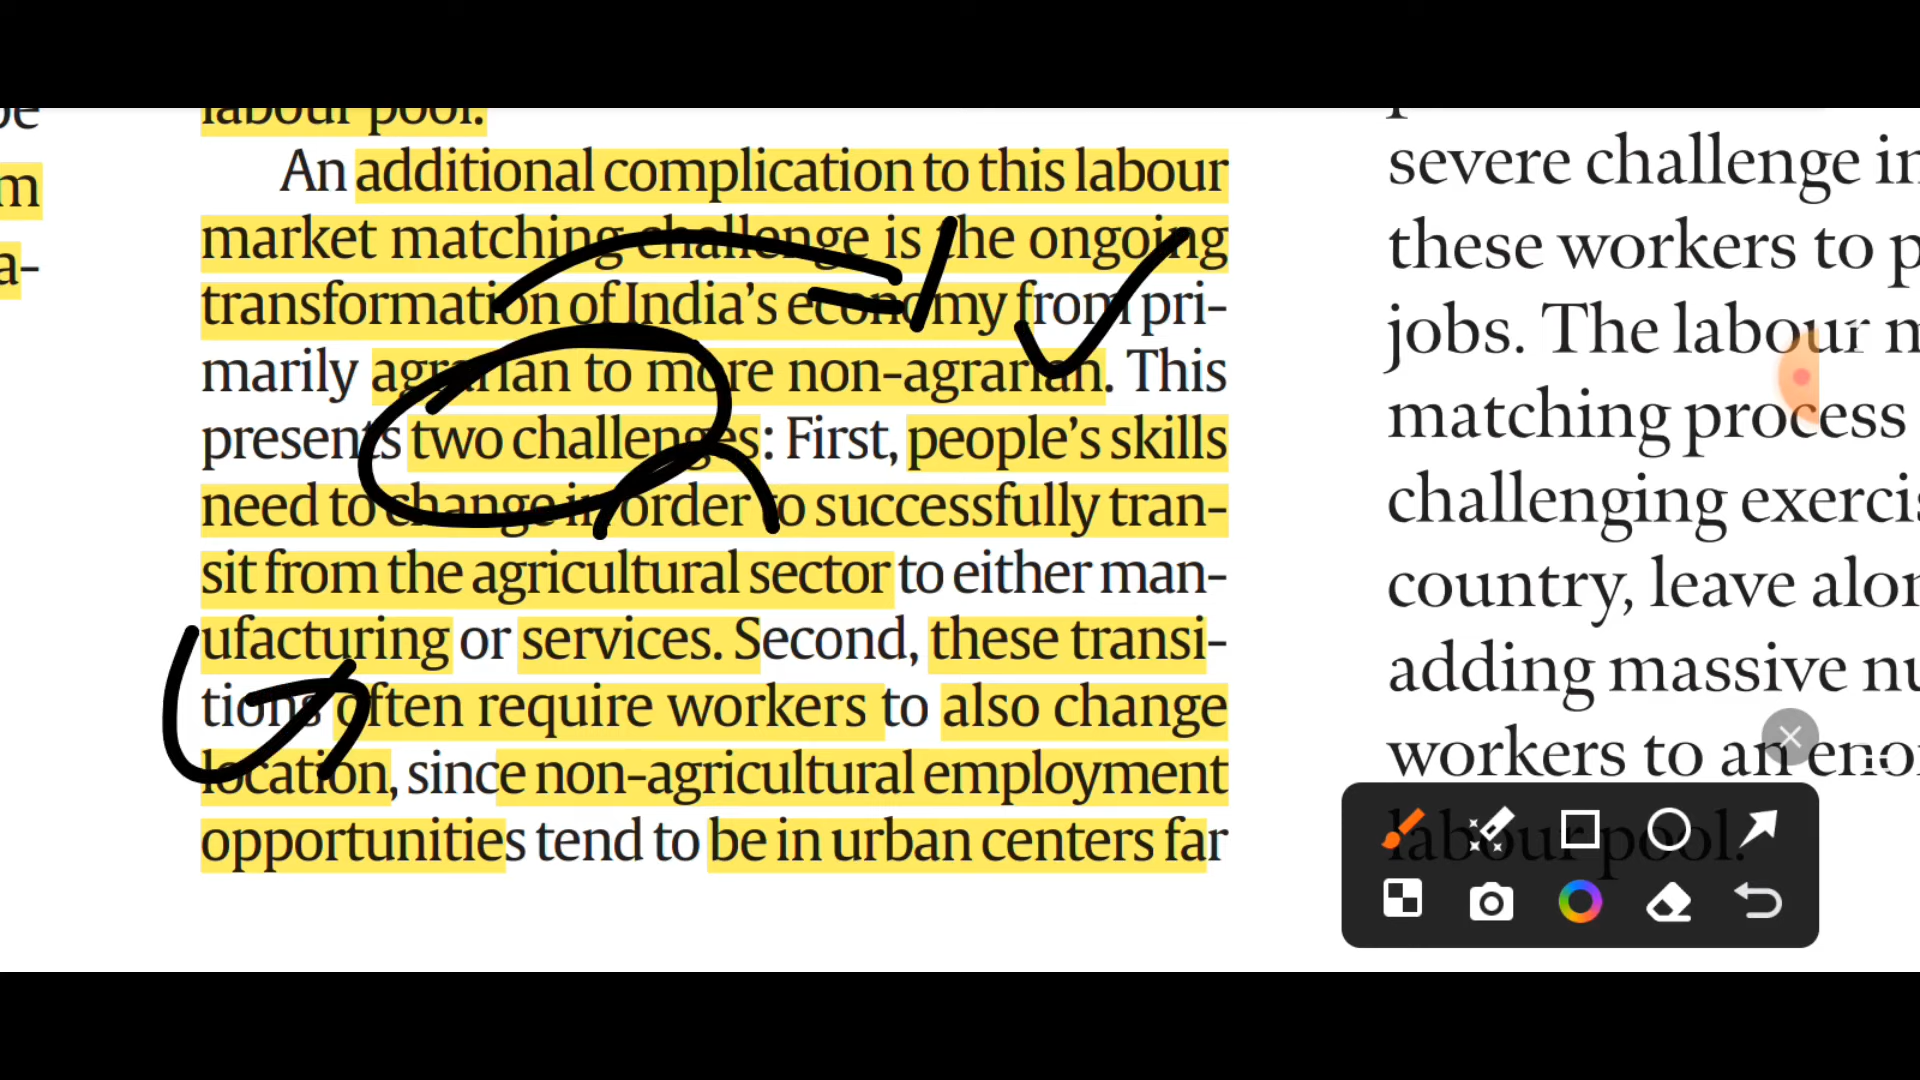 be
m
a-
labour pool.
An additional complication to this labour
market matching challenge is the ongoing
transformation of India's economy from pri-
marily agrarian to more non-agrarian. This
presents two challenges: First, people's skills
need to change in order to successfully tran-
sit from the agricultural sector to either man-
ufacturing or services. Second, these transi-
tions often require workers to also change
location, since non-agricultural employment
opportunities tend to be in urban centers far
severe challenge in
these workers to p
jobs. The labour m
matching process
challenging exercis
country, leave alon
adding massive nu
workers to an enor
labour pool.